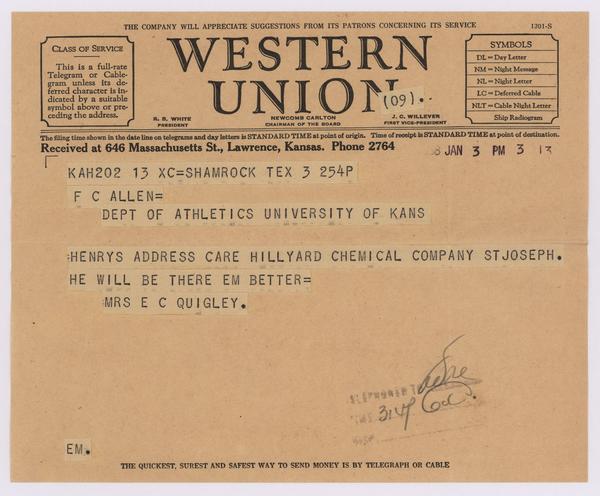 THE COMPANY WILL APPRECIATE SUGGESTIONS FROM ITS PATRONS CONCERNING ITS SERVICE
1201-S
CLASS OF SERVICE
This is a full-rate
Telegram or Cable-
gram unless its de-
ferred character is in-
dicated by a suitable
symbol above or pre-
ceding the address.
WESTERN
UNION
(09).
R. B. WHITE
PRESIDENT
NEWCOMB CARLTON
CHAIRMAN OF THE BOARD
J. C. WILLEVER
FIRST VICE-PRESIDENT
SYMBOLS
DL = Day Letter
NM = Night Message
NL = Night Letter
LC = Deferred Cable
NLT = Cable Night Letter
Ship Radiogram
The filing time shown in the date line on telegrams and day letters is STANDARD TIME at point of origin. Time of receipt is STANDARD TIME at point of destination.
Received at 646 Massachusetts St., Lawrence, Kansas. Phone 2764
8 JAN 3 PM 3 13
KAH202 13 XC=SHAMROCK TEX 3 254P
F C ALLEN=
DEPT OF ATHLETICS UNIVERSITY OF KANS
HENRYS ADDRESS CARE HILLYARD CHEMICAL COMPANY STJOSEPH.
HE WILL BE THERE EM BETTER=
MRS E C QUIGLEY.
EM.
THE QUICKEST, SUREST AND SAFEST WAY TO SEND MONEY IS BY TELEGRAPH OR CABLE